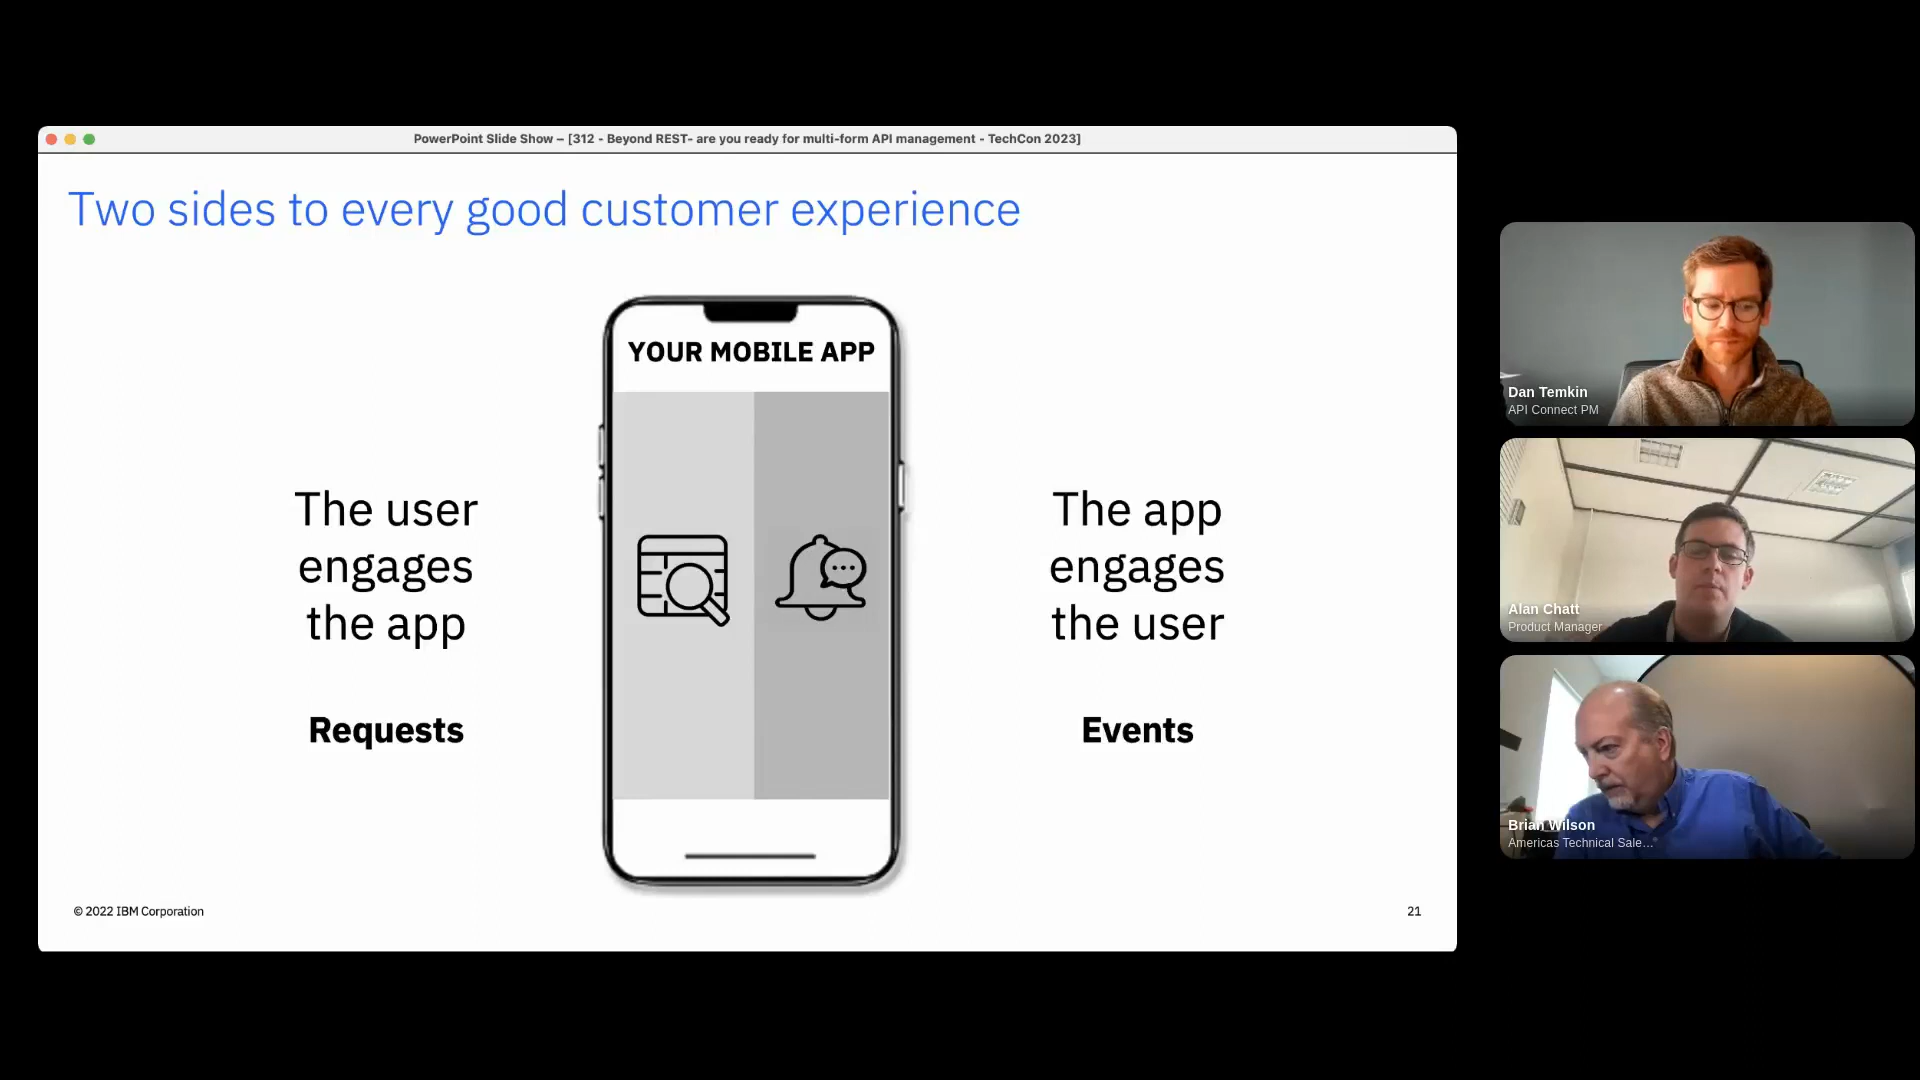 PowerPoint Slide Show – [312 - Beyond REST- are you ready for multi-form API management - TechCon 2023]
Two sides to every good customer experience
YOUR MOBILE APP
The user
engages
the app
Requests
The app
engages
the user
Events
© 2022 IBM Corporation
21
Dan Temkin
API Connect PM
Alan Chatt
Product Manager
Brian Wilson
Americas Technical Sale...